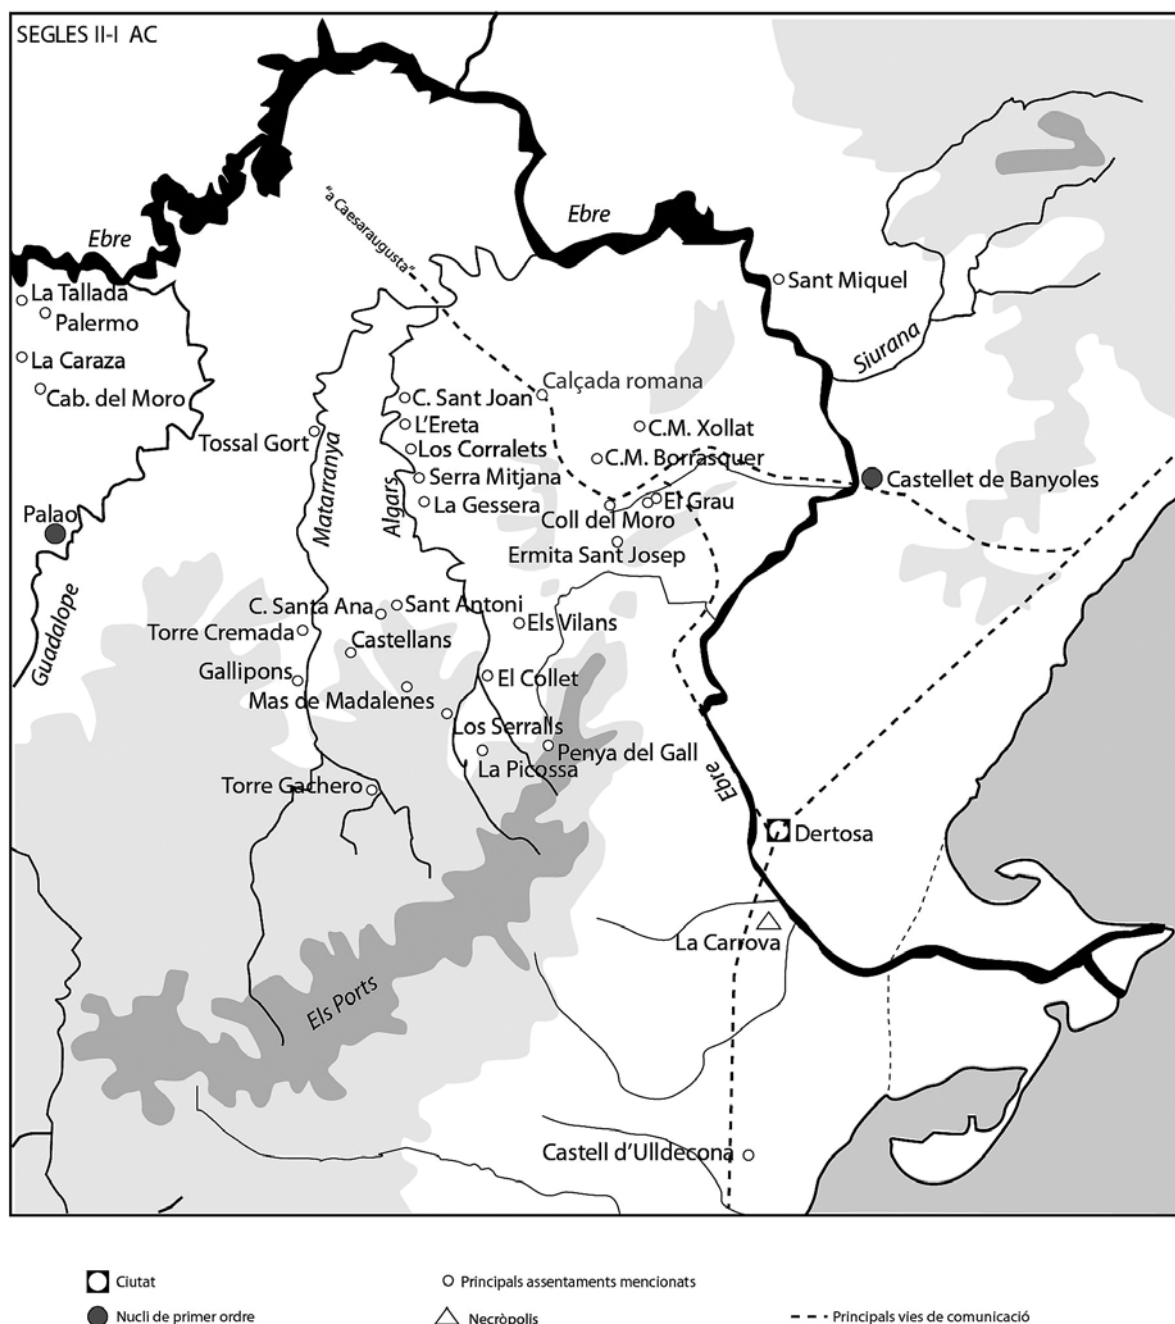 SEGLES II-I AC
"a Caesaraugusta"
Ebre
Ebre
La Tallada
Palermo
Sant Miquel
La Caraza
Cab. del Moro
Siurana
Calçada romana
C. Sant Joan
L'Ereta
C.M. Xollat
Tossal Gort
Matarranya
Los Corralets
C.M. Borrasquer
Serra Mitjana
Castellet de Banyoles
Algars
La Gessera
El Grau
Palao
Coll del Moro
Ermita Sant Josep
Guadalope
C. Santa Ana
Sant Antoni
Torre Cremada
Castellans
Els Vilans
Gallipons
El Collet
Mas de Madalenes
Los Serralls
Penya del Gall
La Picossa
Torre Gachero
Ebre
Dertosa
La Carrova
Els Ports
Castell d'Ulldecona
Ciutat
Principals assentaments mencionats
Nucli de primer ordre
Necròpolis
Principals vies de comunicació